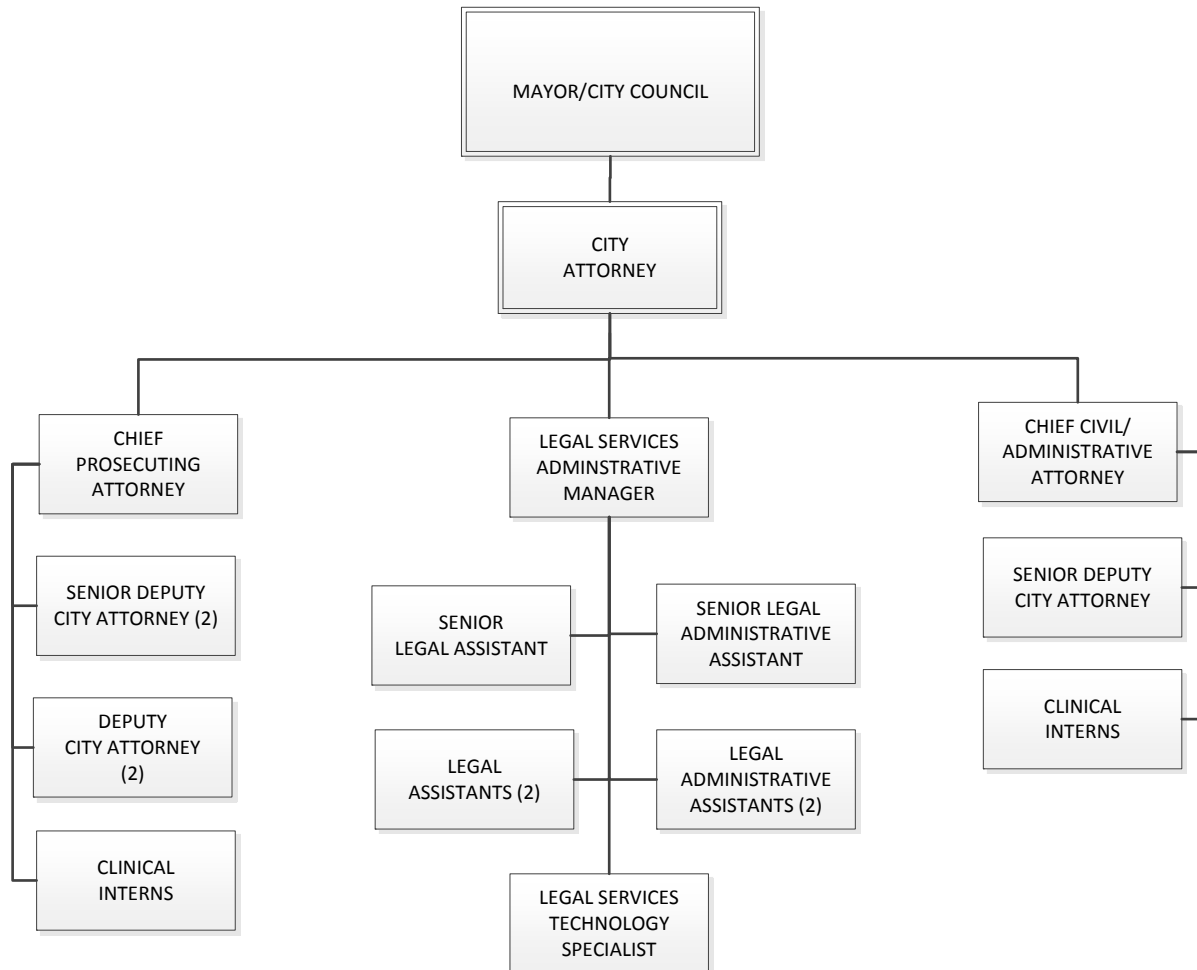 MAYOR/CITY COUNCIL
CITY
ATTORNEY
CHIEF
PROSECUTING
ATTORNEY
SENIOR DEPUTY
CITY ATTORNEY (2)
DEPUTY
CITY ATTORNEY
(2)
CLINICAL
INTERNS
LEGAL SERVICES
ADMINSTRATIVE
MANAGER
SENIOR
LEGAL ASSISTANT
SENIOR LEGAL
ADMINISTRATIVE
ASSISTANT
LEGAL
ASSISTANTS (2)
LEGAL
ADMINISTRATIVE
ASSISTANTS (2)
LEGAL SERVICES
TECHNOLOGY
SPECIALIST
CHIEF CIVIL/
ADMINISTRATIVE
ATTORNEY
SENIOR DEPUTY
CITY ATTORNEY
CLINICAL
INTERNS